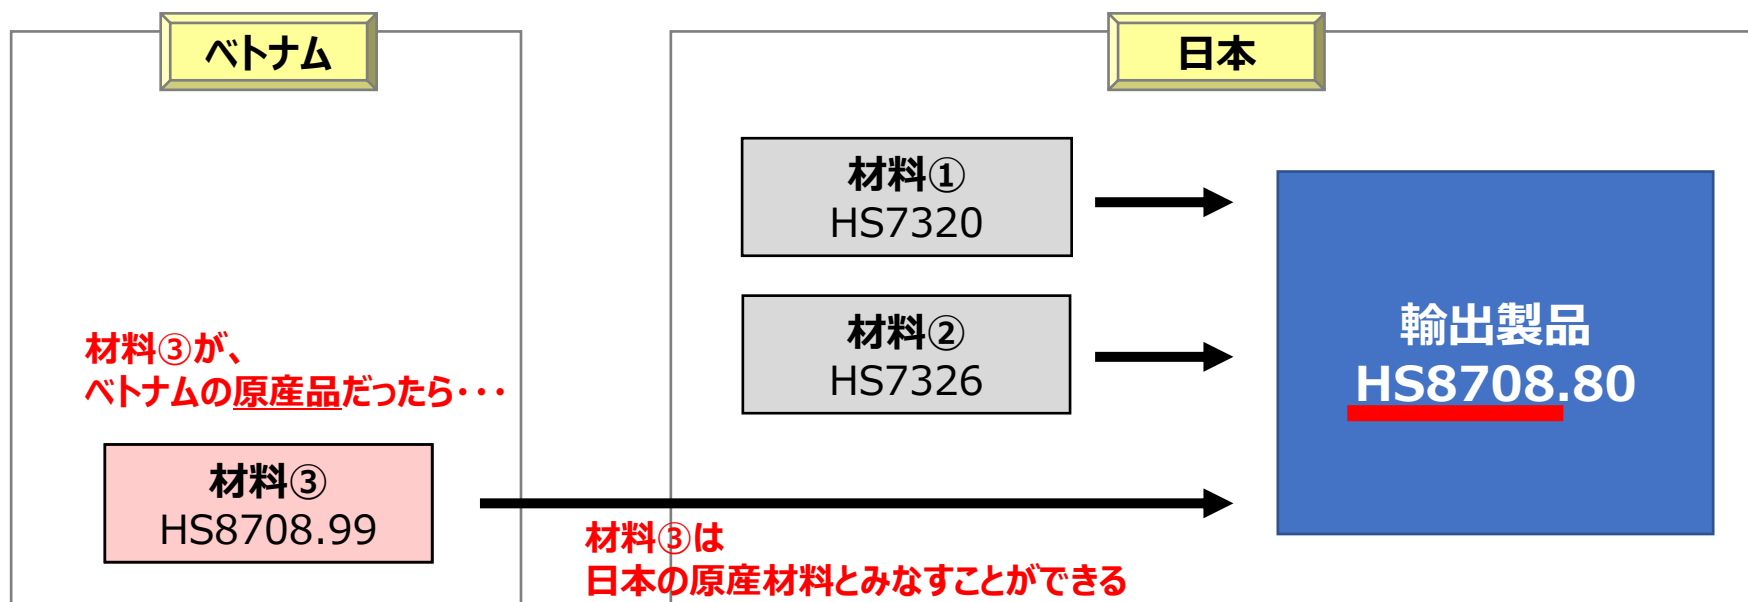 ベトナム
材料③が、
ベトナムの原産品だったら・・・
材料③
HS8708.99
日本
材料①
HS7320
材料②
HS7326
材料③は
日本の原産材料とみなすことができる
輸出製品
HS8708.80